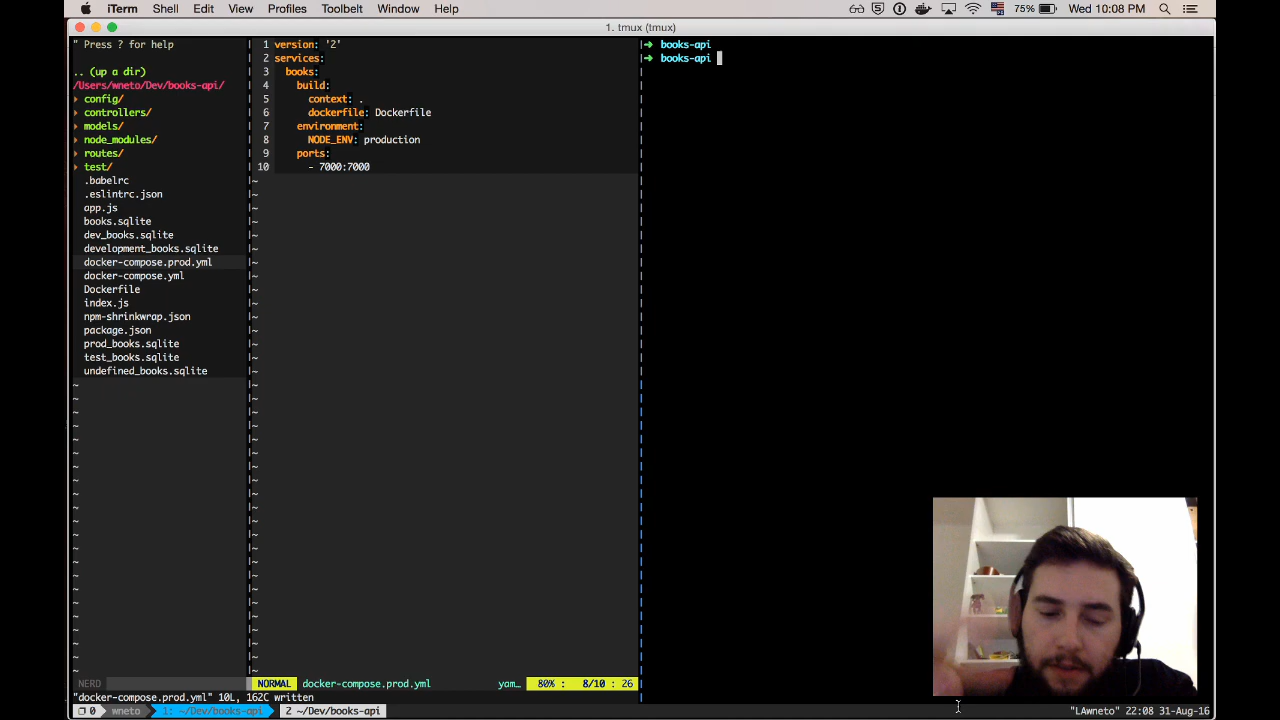 iTerm Shell Edit View Profiles Toolbelt Window Help 75% Wed 10:08 PM
1. tmux (tmux)
" Press ? for help
.. (up a dir)
/Users/wneto/Dev/books-api/
▸ config/
▸ controllers/
▸ models/
▸ node_modules/
▸ routes/
▸ test/
.babelrc
.eslintrc.json
app.js
books.sqlite
dev_books.sqlite
development_books.sqlite
docker-compose.prod.yml
docker-compose.yml
Dockerfile
index.js
npm-shrinkwrap.json
package.json
prod_books.sqlite
test_books.sqlite
undefined_books.sqlite
1 version: '2'
2 services:
3 books:
4 build:
5 context: .
6 dockerfile: Dockerfile
7 environment:
8 NODE_ENV: production
9 ports:
10 - 7000:7000
➜ books-api
➜ books-api
NERD NORMAL docker-compose.prod.yml yam… 80% : 8/10 : 26
"docker-compose.prod.yml" 10L, 162C written
0 wneto 1: ~/Dev/books-api 2 ~/Dev/books-api "LAwneto" 22:08 31-Aug-16